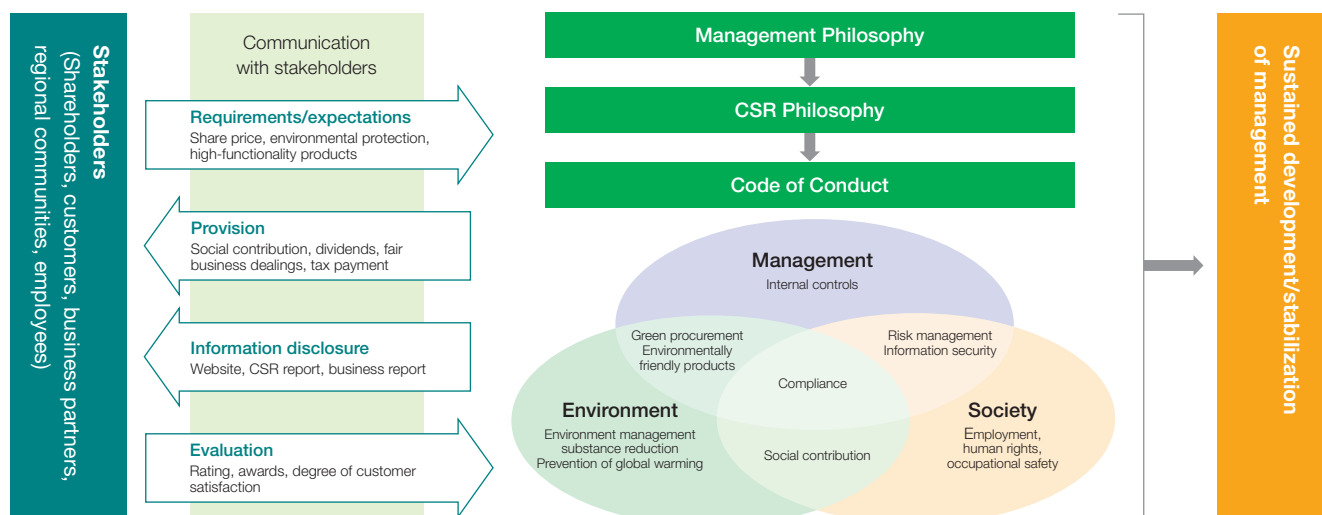 Stakeholders
(Shareholders, customers, business partners,
regional communities, employees)
Communication
with stakeholders
Requirements/expectations
Share price, environmental protection,
high-functionality products
Provision
Social contribution, dividends, fair
business dealings, tax payment
Information disclosure
Website, CSR report, business report
Evaluation
Rating, awards, degree of customer
satisfaction
Management Philosophy
CSR Philosophy
Code of Conduct
Management
Internal controls
Green procurement
Environmentally
friendly products
Risk management
Information security
Compliance
Environment
Environment management
substance reduction
Prevention of global warming
Society
Employment,
human rights,
occupational safety
Social contribution
Sustained development/stabilization
of management